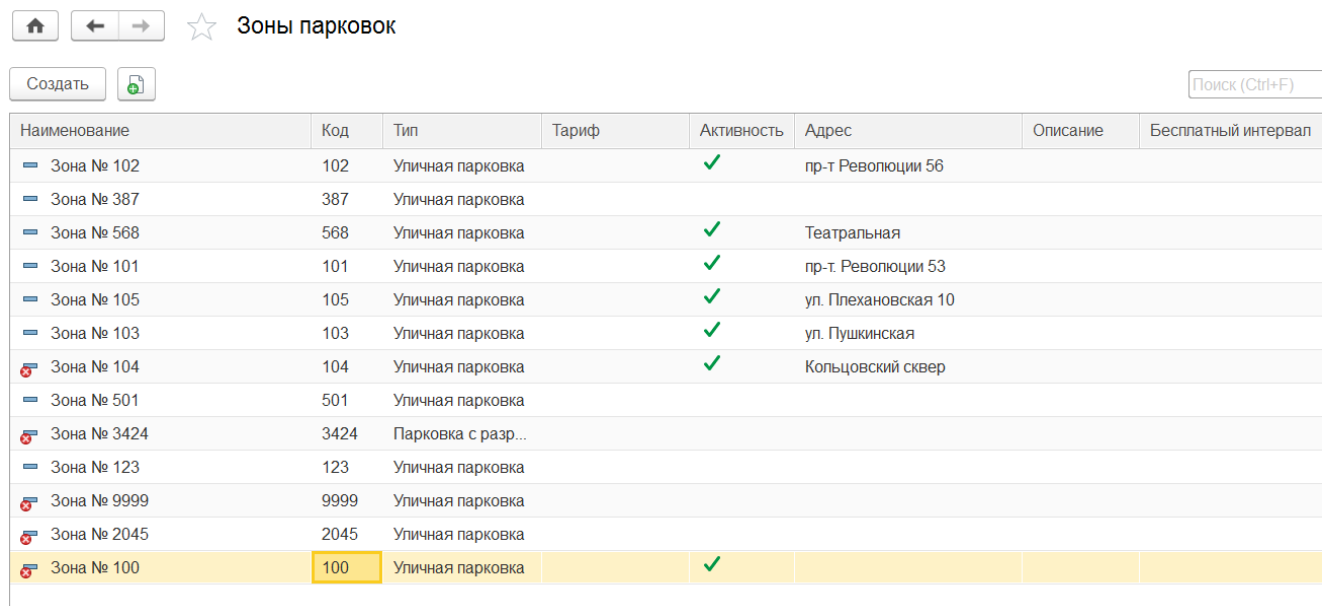 Зоны парковок
Создать Поиск (Ctrl+F)
Наименование Код Тип Тариф Активность Адрес Описание Бесплатный интервал
Зона № 102 102 Уличная парковка пр-т Революции 56
Зона № 387 387 Уличная парковка
Зона № 568 568 Уличная парковка Театральная
Зона № 101 101 Уличная парковка пр-т. Революции 53
Зона № 105 105 Уличная парковка ул. Плехановская 10
Зона № 103 103 Уличная парковка ул. Пушкинская
Зона № 104 104 Уличная парковка Кольцовский сквер
Зона № 501 501 Уличная парковка
Зона № 3424 3424 Парковка с разр...
Зона № 123 123 Уличная парковка
Зона № 9999 9999 Уличная парковка
Зона № 2045 2045 Уличная парковка
Зона № 100 100 Уличная парковка